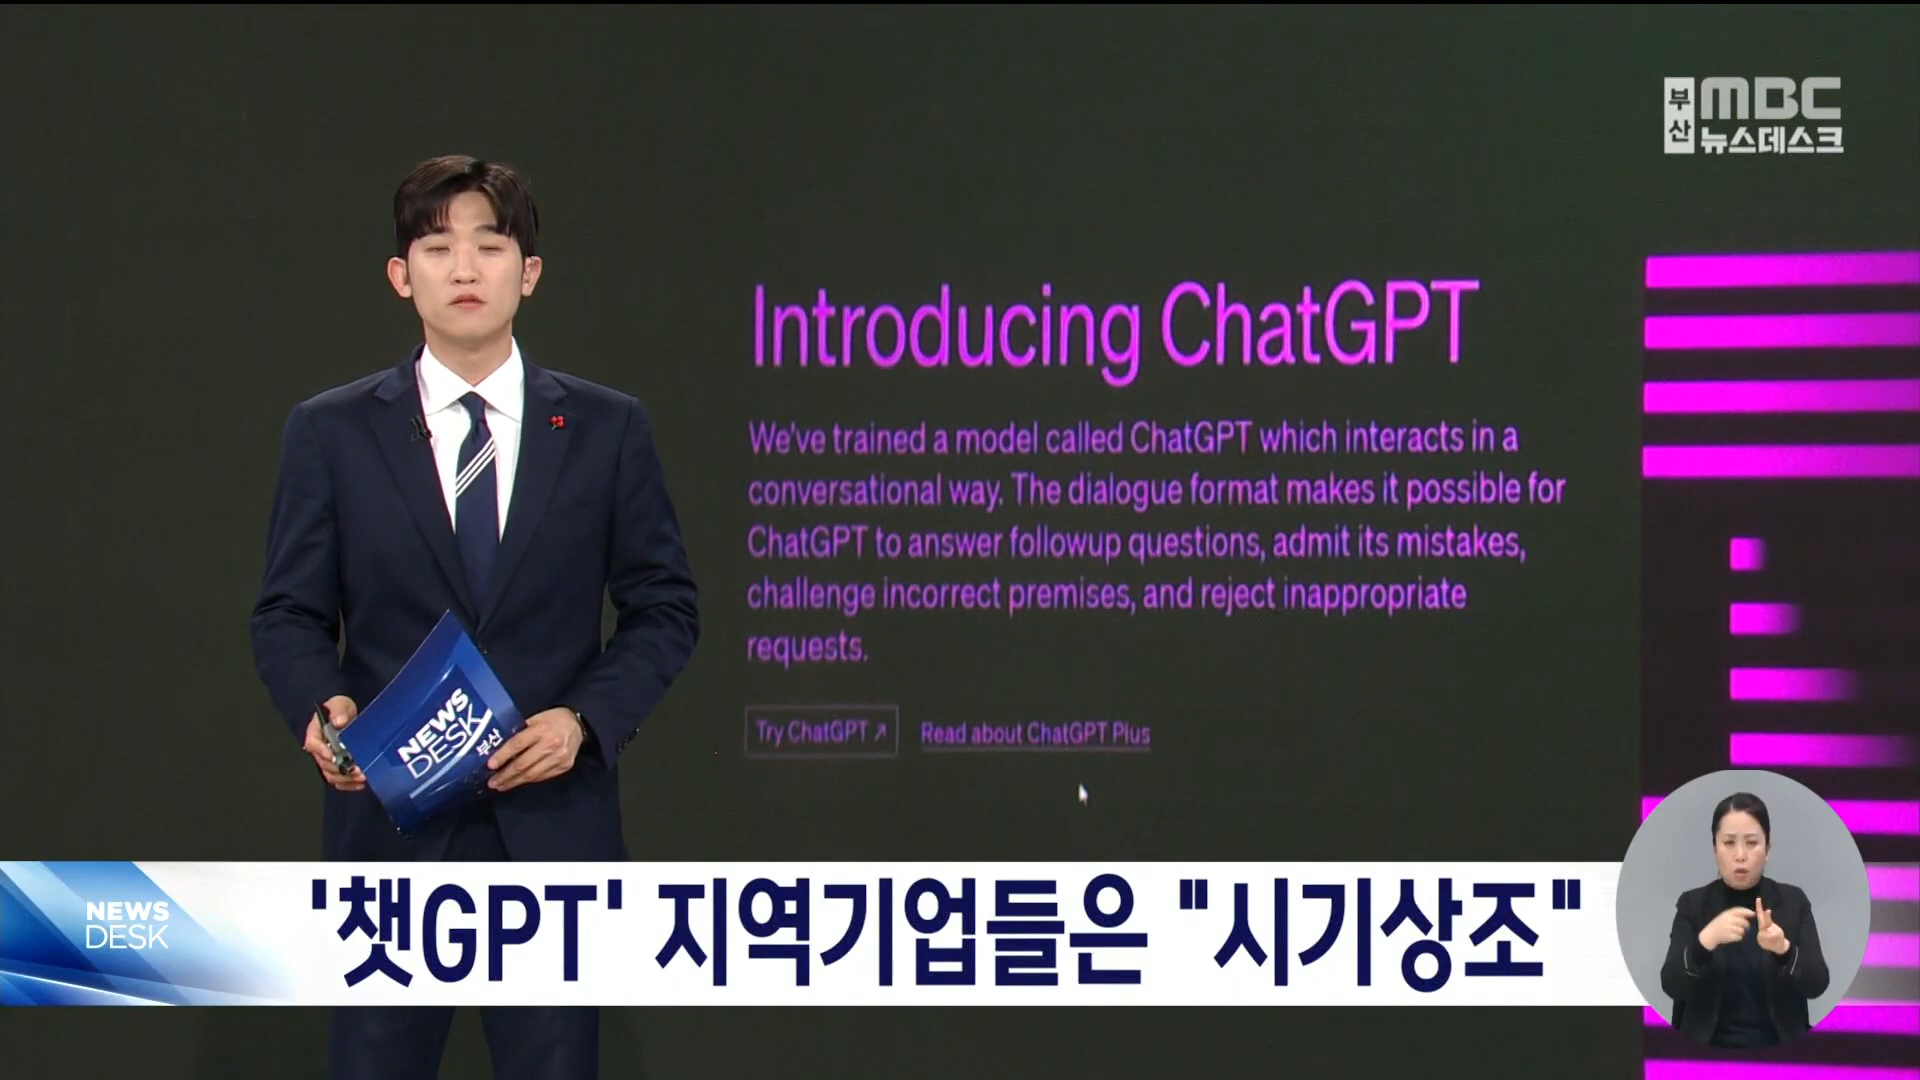 부산
MBC
뉴스데스크
Introducing ChatGPT
We've trained a model called ChatGPT which interacts in a
conversational way. The dialogue format makes it possible for
ChatGPT to answer followup questions, admit its mistakes,
challenge incorrect premises, and reject inappropriate
requests.
Try ChatGPT ↗ Read about ChatGPT Plus
NEWS
DESK
부산
NEWS
DESK
'챗GPT' 지역기업들은 "시기상조"